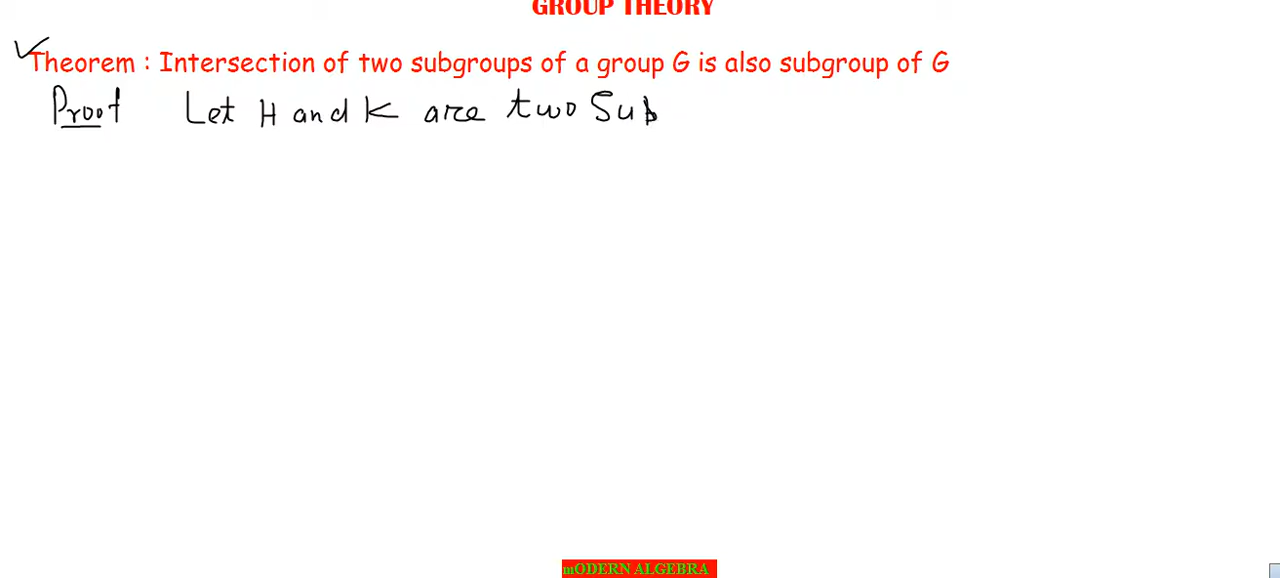 GROUP THEORY
Theorem : Intersection of two subgroups of a group G is also subgroup of G
Proof Let H and K are two Sub
mODERN ALGEBRA